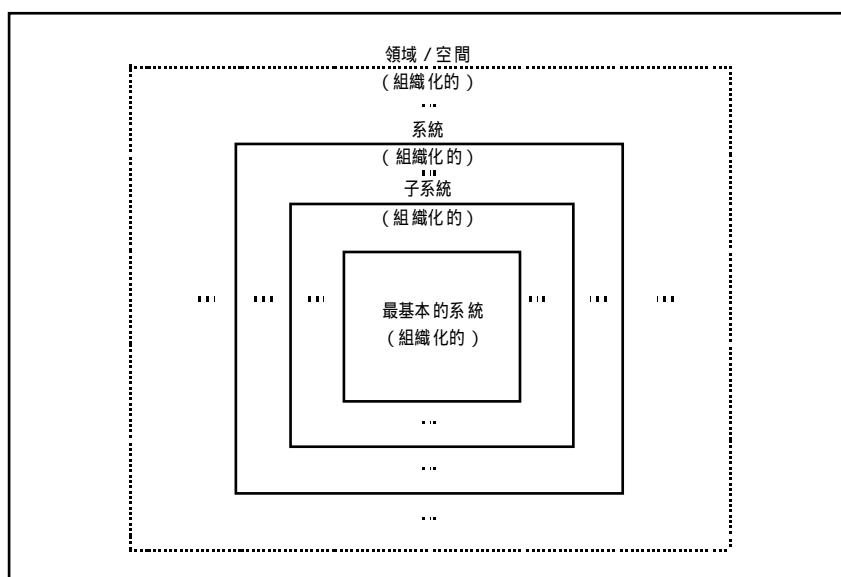 領域 / 空間
( 組織化的 )
...
系統
( 組織化的 )
...
子系統
( 組織化的 )
... ... ... ... ... ...
最基本的系統
( 組織化的 )
...
...
...